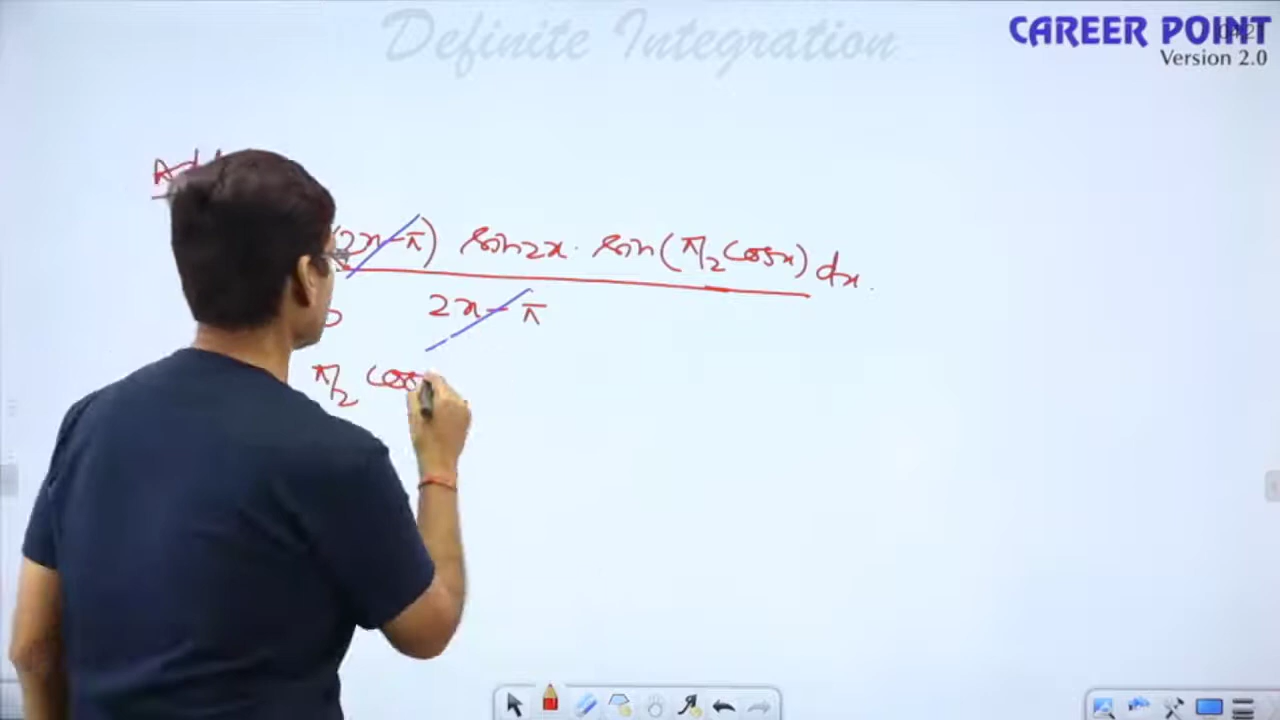 Definite Integration
CAREER POINT
Version 2.0
(2x-π) sin2x. sin(π/2 cosx) dx.
2x-π
π/2 cos